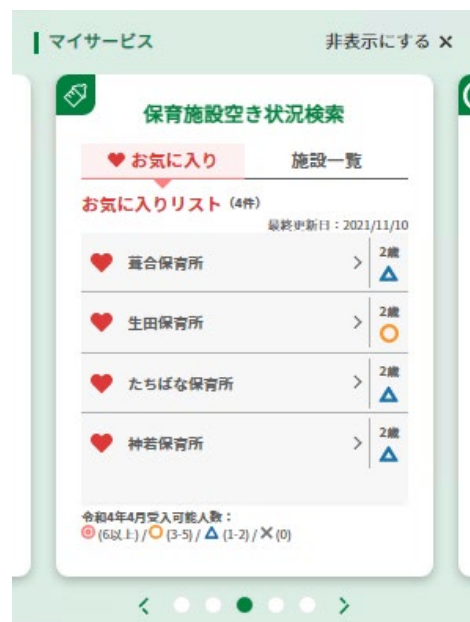 マイサービス
非表示にする ×
保育施設空き状況検索
お気に入り
施設一覧
お気に入りリスト（4件）
最終更新日：2021/11/10
葺合保育所
2歳
生田保育所
2歳
たちばな保育所
2歳
神若保育所
2歳
令和4年4月受入可能人数：
◎(6以上) / ○(3-5) / △(1-2) / ×(0)